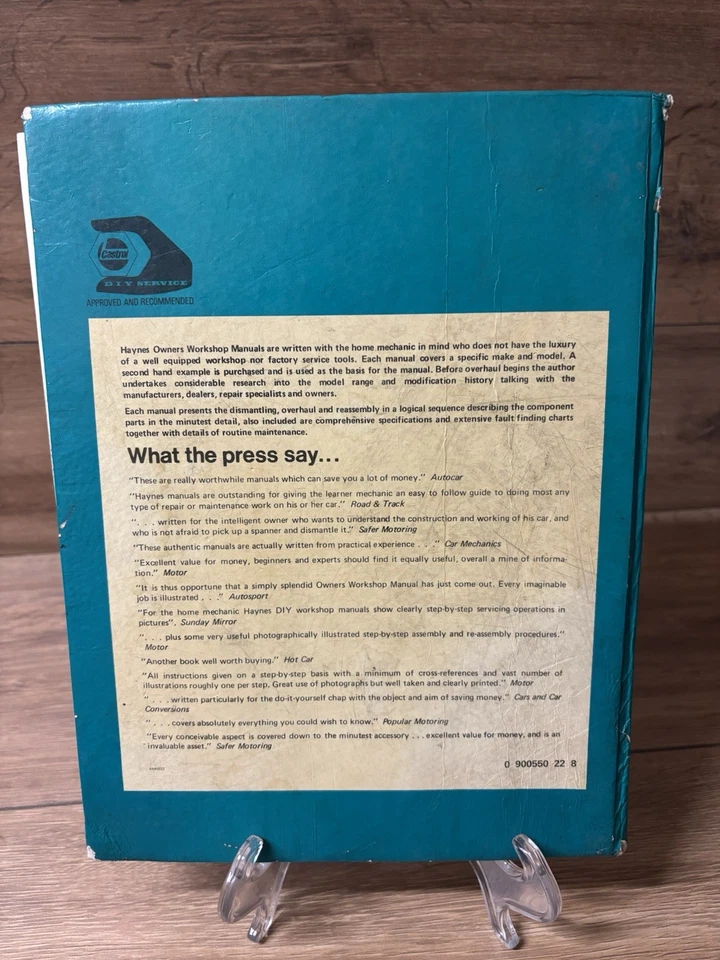 Castrol
D I Y SERVICE
APPROVED AND RECOMMENDED
Haynes Owners Workshop Manuals are written with the home mechanic in mind who does not have the luxury
of a well equipped workshop nor factory service tools. Each manual covers a specific make and model. A
second hand example is purchased and is used as the basis for the manual. Before overhaul begins the author
undertakes considerable research into the model range and modification history talking with the
manufacturers, dealers, repair specialists and owners.
Each manual presents the dismantling, overhaul and reassembly in a logical sequence describing the component
parts in the minutest detail, also included are comprehensive specifications and extensive fault finding charts
together with details of routine maintenance.
What the press say...
"These are really worthwhile manuals which can save you a lot of money." Autocar
"Haynes manuals are outstanding for giving the learner mechanic an easy to follow guide to doing most any
type of repair or maintenance work on his or her car." Road & Track
". . . . written for the intelligent owner who wants to understand the construction and working of his car, and
who is not afraid to pick up a spanner and dismantle it." Safer Motoring
"These authentic manuals are actually written from practical experience . . ." Car Mechanics
"Excellent value for money, beginners and experts should find it equally useful, overall a mine of informa-
tion." Motor
"It is thus opportune that a simply splendid Owners Workshop Manual has just come out. Every imaginable
job is illustrated . . ." Autosport
"For the home mechanic Haynes DIY workshop manuals show clearly step-by-step servicing operations in
pictures". Sunday Mirror
". . . plus some very useful photographically illustrated step-by-step assembly and re-assembly procedures."
Motor
"Another book well worth buying." Hot Car
"All instructions given on a step-by-step basis with a minimum of cross-references and vast number of
illustrations roughly one per step. Great use of photographs but well taken and clearly printed." Motor
" . . . written particularly for the do-it-yourself chap with the object and aim of saving money." Cars and Car
Conversions
" . . . covers absolutely everything you could wish to know." Popular Motoring
"Every conceivable aspect is covered down to the minutest accessory . . . excellent value for money, and is an
invaluable asset." Safer Motoring
0 900550 22 8